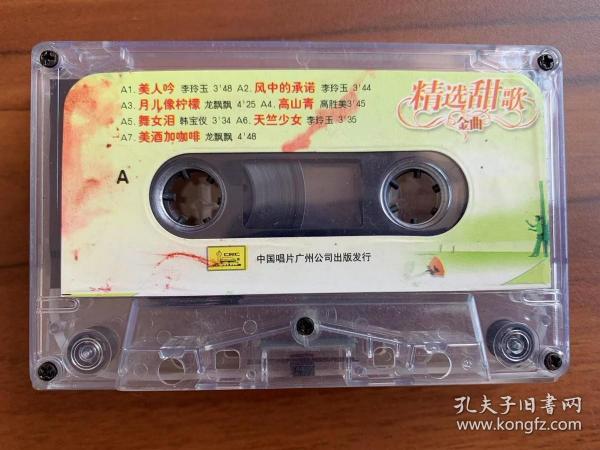 A1. 美人吟 李玲玉 3'48 A2. 风中的承诺 李玲玉 3'44
A3. 月儿像柠檬 龙飘飘 4'25 A4. 高山青 高胜美3'45
A5. 舞女泪 韩宝仪 3'34 A6. 天竺少女 李玲玉 3'35
A7. 美酒加咖啡 龙飘飘 4'48
精选甜歌
金曲
A
CRC
中国唱片广州公司出版发行
孔夫子旧书网
www.kongfz.com